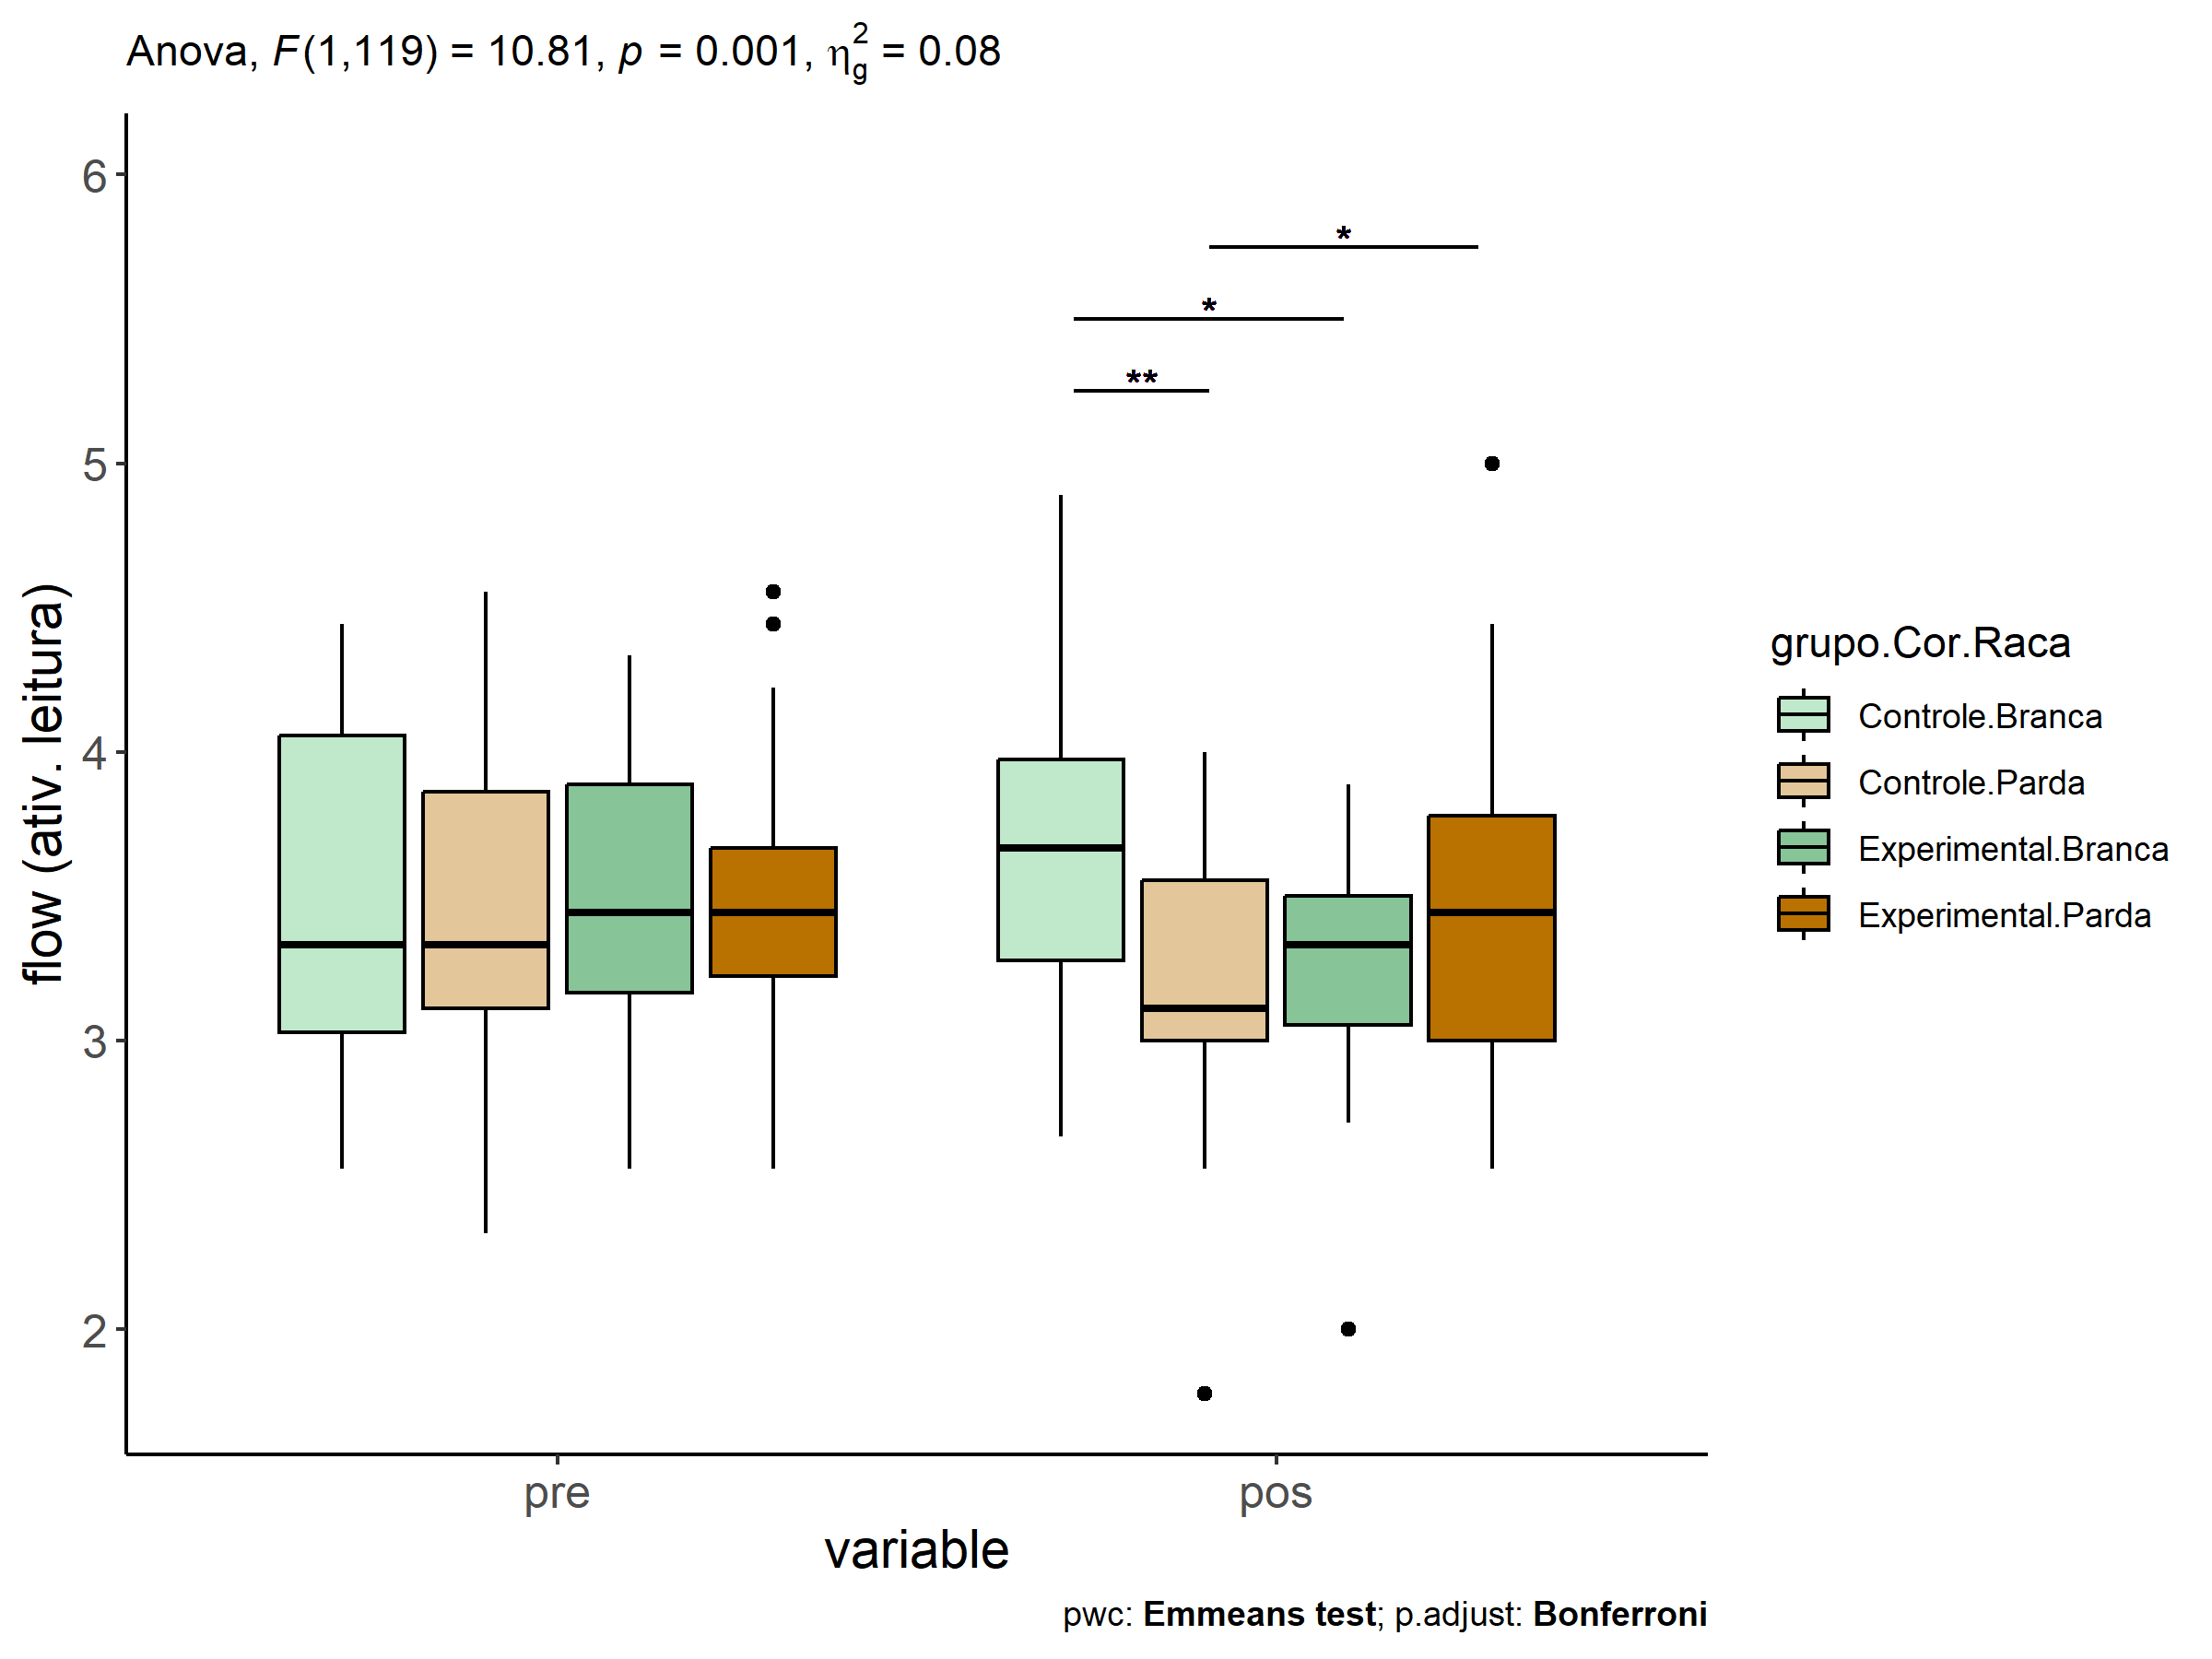 Anova, F(1,119) = 10.81, p = 0.001, η²g = 0.08
flow (ativ. leitura)
6
5
4
3
2
*
*
**
pre
pos
variable
grupo.Cor.Raca
Controle.Branca
Controle.Parda
Experimental.Branca
Experimental.Parda
pwc: Emmeans test; p.adjust: Bonferroni